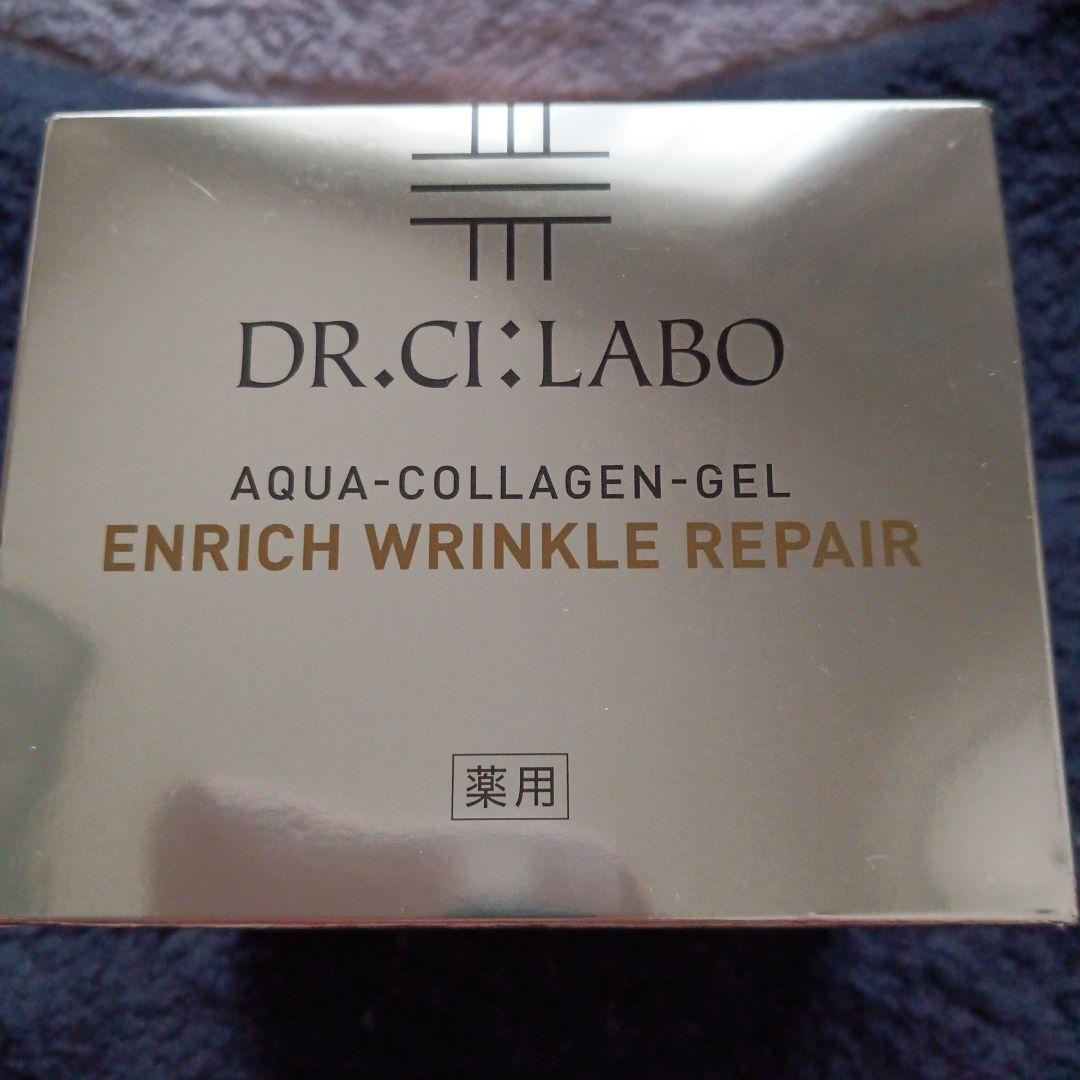 DR.CI:LABO
AQUA-COLLAGEN-GEL
ENRICH WRINKLE REPAIR
薬用